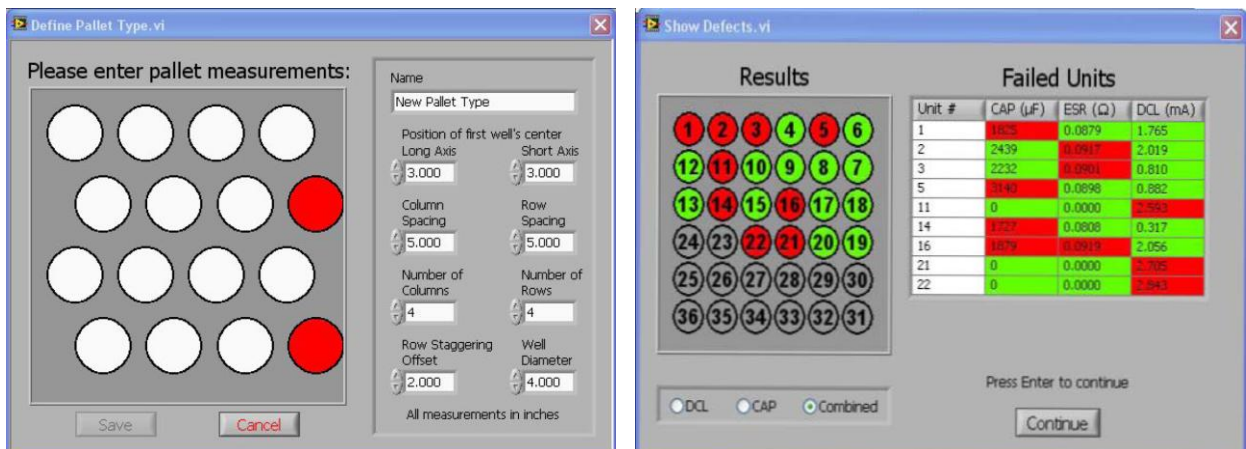 Define Pallet Type.vi
Please enter pallet measurements:
Name
New Pallet Type
Position of first well's center
Long Axis Short Axis
3.000 3.000
Column Spacing Row Spacing
5.000 5.000
Number of Columns Number of Rows
4 4
Row Staggering Offset Well Diameter
2.000 4.000
All measurements in inches
Save Cancel
Show Defects.vi
Results
1 2 3 4 5 6
12 11 10 9 8 7
13 14 15 16 17 18
24 23 22 21 20 19
25 26 27 28 29 30
36 35 34 33 32 31
DCL CAP Combined
Failed Units
Unit # CAP (µF) ESR (Ω) DCL (mA)
1 1825 0.0879 1.765
2 2439 0.0917 2.019
3 2232 0.0901 0.810
5 3140 0.0898 0.882
11 0 0.0000 2.593
14 1727 0.0808 0.317
16 1879 0.0919 2.056
21 0 0.0000 2.705
22 0 0.0000 2.843
Press Enter to continue
Continue